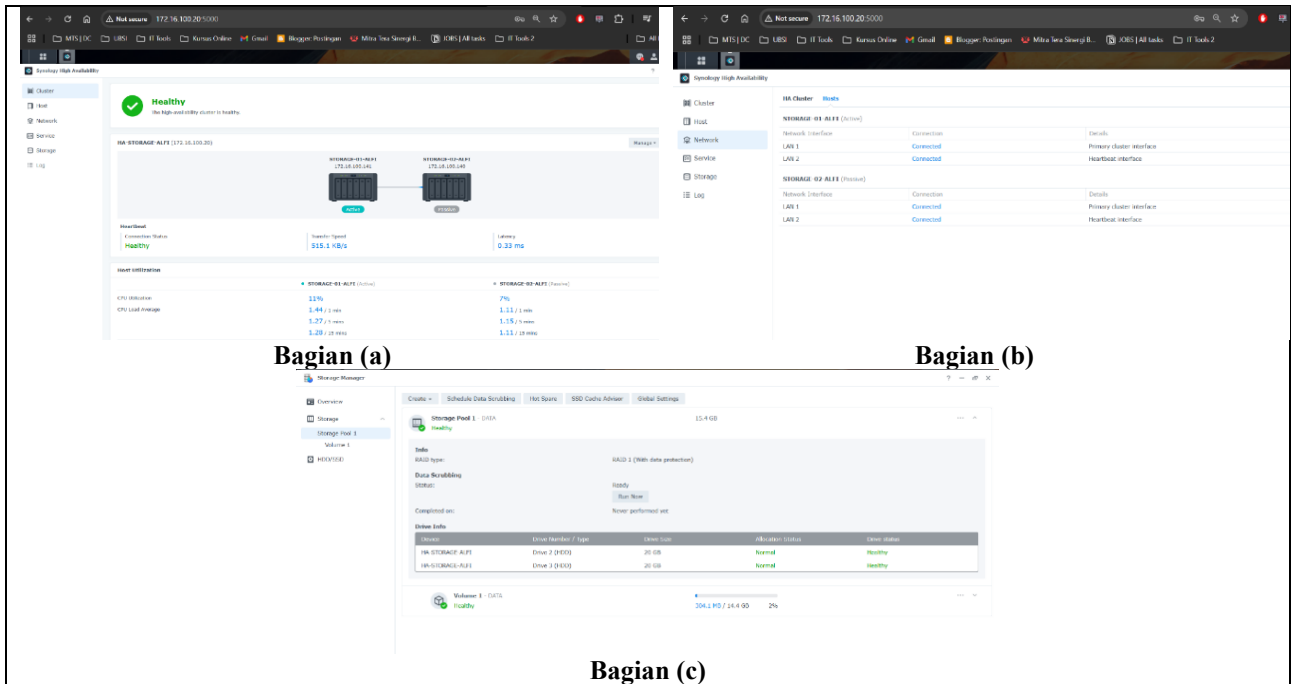 Not secure 172.16.100.20:5000
MTS | DC UBSI IT Tools Kursus Online Gmail Blogger: Postingan Mitra Tera Sinergi B... JOBS | All tasks IT Tools 2
Synology High Availability
Cluster
Host
Network
Service
Storage
Log
Healthy
The high-availability cluster is healthy.
HA-STORAGE-ALFI (172.16.100.20)
Manage
STORAGE-01-ALFI
STORAGE-02-ALFI
Active
Passive
Heartbeat
Connection Status
Transfer Speed
Latency
Healthy
515.1 KB/s
0.33 ms
Host Utilization
STORAGE-01-ALFI (Active)
STORAGE-02-ALFI (Passive)
CPU Utilization
11%
7%
CPU Load Average
1.44 / 1 min
1.11 / 1 min
1.27 / 5 mins
1.15 / 5 mins
1.28 / 15 mins
1.11 / 15 mins
Bagian (a)
Not secure 172.16.100.20:5000
MTS | DC UBSI IT Tools Kursus Online Gmail Blogger: Postingan Mitra Tera Sinergi B... JOBS | All tasks IT Tools 2
Synology High Availability
Cluster
Host
Network
Service
Storage
Log
HA Cluster Hosts
STORAGE-01-ALFI (Active)
Network Interface Connection Details
LAN 1 Connected Primary cluster interface
LAN 2 Connected Heartbeat interface
STORAGE-02-ALFI (Passive)
Network Interface Connection Details
LAN 1 Connected Primary cluster interface
LAN 2 Connected Heartbeat interface
Bagian (b)
Storage Manager
Overview
Storage
Storage Pool 1
Volume 1
HDD/SSD
Create Schedule Data Scrubbing Hot Spare SSD Cache Advisor Global Settings
Storage Pool 1 - DATA 15.4 GB
Healthy
Info
RAID type: RAID 1 (With data protection)
Data Scrubbing
Status: Ready
Run Now
Completed on: Never performed yet
Drive Info
Device Drive Number / Type Drive Size Allocation Status Drive Status
HA-STORAGE-ALFI Drive 2 (HDD) 20 GB Normal Healthy
HA-STORAGE-ALFI Drive 3 (HDD) 20 GB Normal Healthy
Volume 1 - DATA
Healthy
304.1 MB / 14.4 GB 2%
Bagian (c)